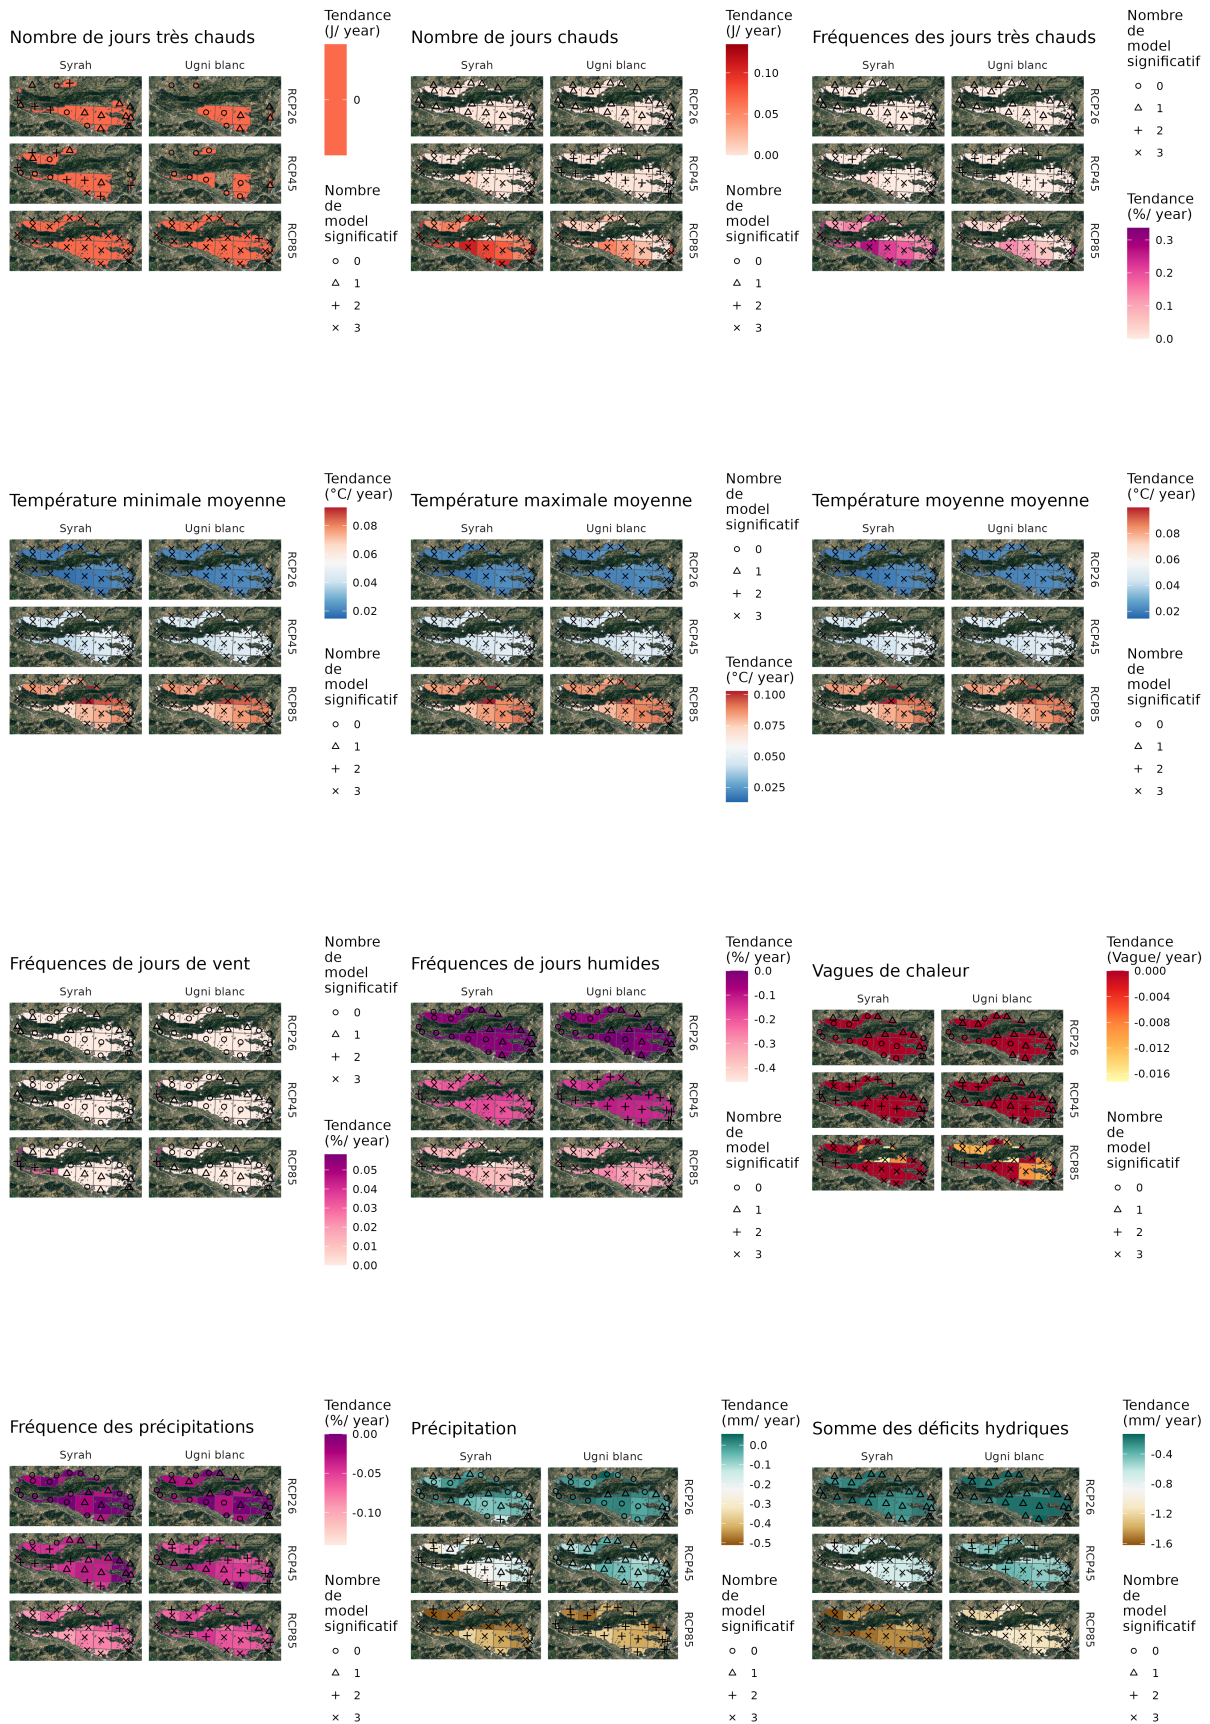 Nombre de jours très chauds
Syrah
Ugni blanc
RCP26
RCP45
RCP85
Tendance
(J/ year)
0
Nombre
de
model
significatif
0
1
2
3
Nombre de jours chauds
Syrah
Ugni blanc
RCP26
RCP45
RCP85
Tendance
(J/ year)
0.10
0.05
0.00
Nombre
de
model
significatif
0
1
2
3
Fréquences des jours très chauds
Syrah
Ugni blanc
RCP26
RCP45
RCP85
Nombre
de
model
significatif
0
1
2
3
Tendance
(%/ year)
0.3
0.2
0.1
0.0
Température minimale moyenne
Syrah
Ugni blanc
RCP26
RCP45
RCP85
Tendance
(°C/ year)
0.08
0.06
0.04
0.02
Nombre
de
model
significatif
0
1
2
3
Température maximale moyenne
Syrah
Ugni blanc
RCP26
RCP45
RCP85
Nombre
de
model
significatif
0
1
2
3
Tendance
(°C/ year)
0.100
0.075
0.050
0.025
Température moyenne moyenne
Syrah
Ugni blanc
RCP26
RCP45
RCP85
Tendance
(°C/ year)
0.08
0.06
0.04
0.02
Nombre
de
model
significatif
0
1
2
3
Fréquences de jours de vent
Syrah
Ugni blanc
RCP26
RCP45
RCP85
Nombre
de
model
significatif
0
1
2
3
Tendance
(%/ year)
0.05
0.04
0.03
0.02
0.01
0.00
Fréquences de jours humides
Syrah
Ugni blanc
RCP26
RCP45
RCP85
Tendance
(%/ year)
0.0
-0.1
-0.2
-0.3
-0.4
Nombre
de
model
significatif
0
1
2
3
Vagues de chaleur
Syrah
Ugni blanc
RCP26
RCP45
RCP85
Tendance
(Vague/ year)
0.000
-0.004
-0.008
-0.012
-0.016
Nombre
de
model
significatif
0
1
2
3
Fréquence des précipitations
Syrah
Ugni blanc
RCP26
RCP45
RCP85
Tendance
(%/ year)
0.00
-0.05
-0.10
Nombre
de
model
significatif
0
1
2
3
Précipitation
Syrah
Ugni blanc
RCP26
RCP45
RCP85
Tendance
(mm/ year)
0.0
-0.1
-0.2
-0.3
-0.4
-0.5
Nombre
de
model
significatif
0
1
2
3
Somme des déficits hydriques
Syrah
Ugni blanc
RCP26
RCP45
RCP85
Tendance
(mm/ year)
-0.4
-0.8
-1.2
-1.6
Nombre
de
model
significatif
0
1
2
3